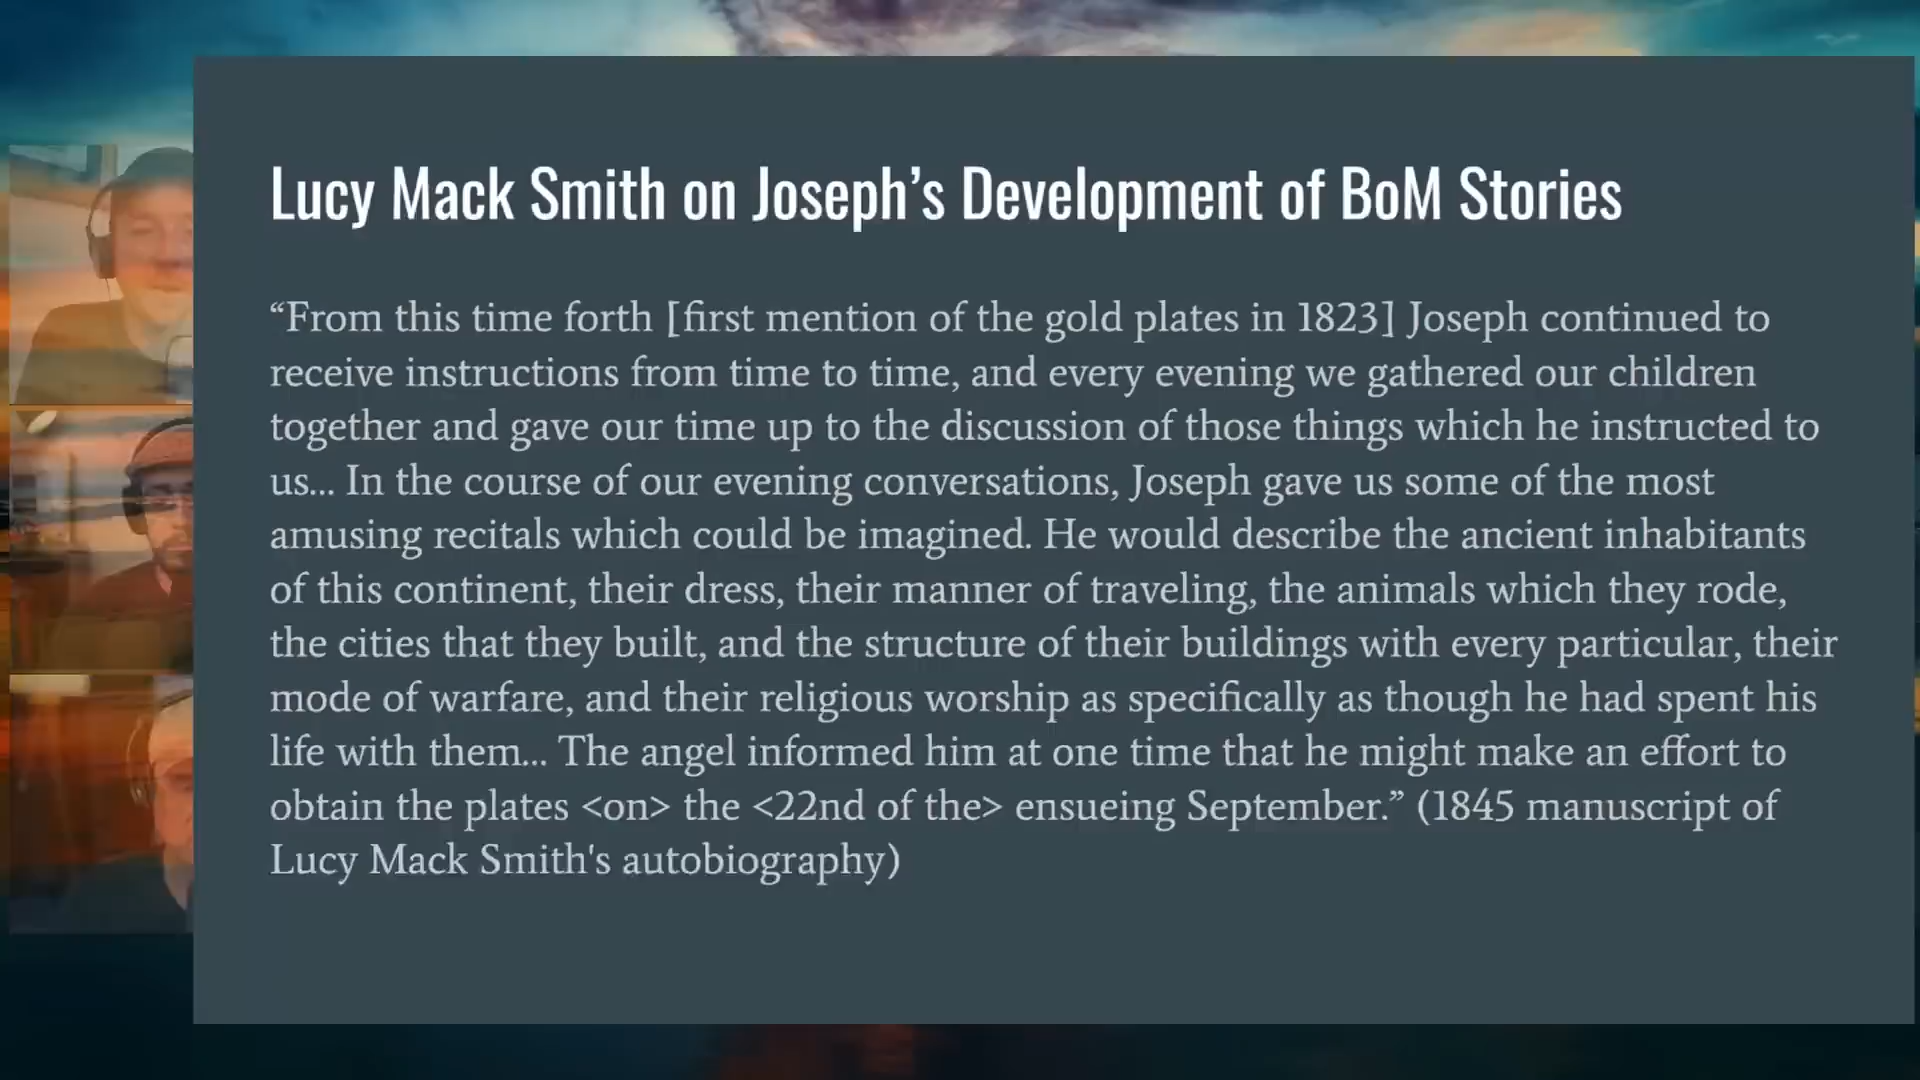 Lucy Mack Smith on Joseph’s Development of BoM Stories
“From this time forth [first mention of the gold plates in 1823] Joseph continued to
receive instructions from time to time, and every evening we gathered our children
together and gave our time up to the discussion of those things which he instructed to
us... In the course of our evening conversations, Joseph gave us some of the most
amusing recitals which could be imagined. He would describe the ancient inhabitants
of this continent, their dress, their manner of traveling, the animals which they rode,
the cities that they built, and the structure of their buildings with every particular, their
mode of warfare, and their religious worship as specifically as though he had spent his
life with them... The angel informed him at one time that he might make an effort to
obtain the plates <on> the <22nd of the> ensueing September.” (1845 manuscript of
Lucy Mack Smith's autobiography)